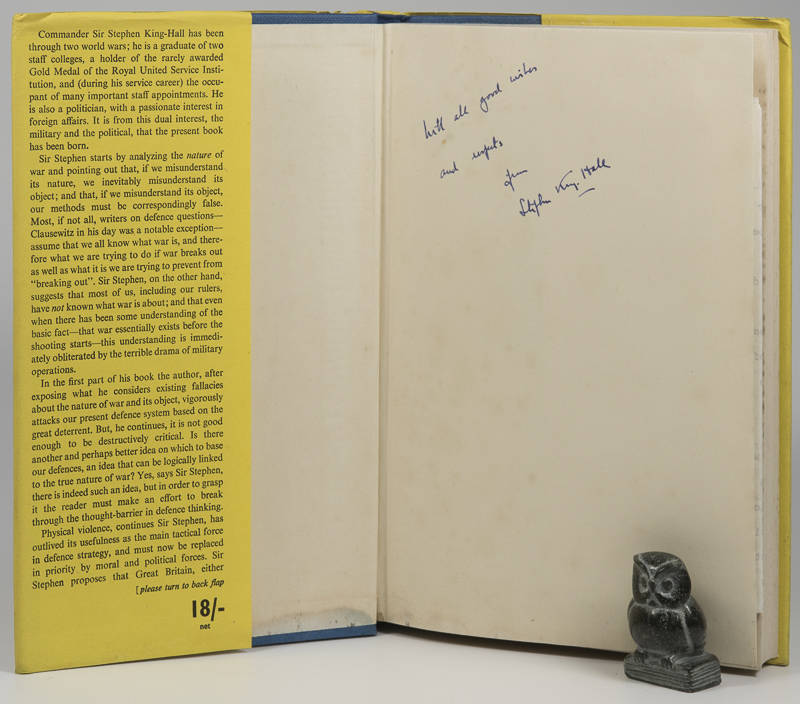 Commander Sir Stephen King-Hall has been
through two world wars; he is a graduate of two
staff colleges, a holder of the rarely awarded
Gold Medal of the Royal United Service Insti-
tution, and (during his service career) the occu-
pant of many important staff appointments. He
is also a politician, with a passionate interest in
foreign affairs. It is from this dual interest, the
military and the political, that the present book
has been born.
Sir Stephen starts by analyzing the nature of
war and pointing out that, if we misunderstand
its nature, we inevitably misunderstand its
object; and that, if we misunderstand its object,
our methods must be correspondingly false.
Most, if not all, writers on defence questions—
Clausewitz in his day was a notable exception—
assume that we all know what war is, and there-
fore what we are trying to do if war breaks out
as well as what it is we are trying to prevent from
"breaking out". Sir Stephen, on the other hand,
suggests that most of us, including our rulers,
have not known what war is about; and that even
when there has been some understanding of the
basic fact—that war essentially exists before the
shooting starts—this understanding is immedi-
ately obliterated by the terrible drama of military
operations.
In the first part of his book the author, after
exposing what he considers existing fallacies
about the nature of war and its object, vigorously
attacks our present defence system based on the
great deterrent. But, he continues, it is not good
enough to be destructively critical. Is there
another and perhaps better idea on which to base
our defences, an idea that can be logically linked
to the true nature of war? Yes, says Sir Stephen,
there is indeed such an idea, but in order to grasp
it the reader must make an effort to break
through the thought-barrier in defence thinking.
Physical violence, continues Sir Stephen, has
outlived its usefulness as the main tactical force
in defence strategy, and must now be replaced
in priority by moral and political forces. Sir
Stephen proposes that Great Britain, either
[please turn to back flap
18/-
net
With all good wishes
and respects
from
Stephen King-Hall